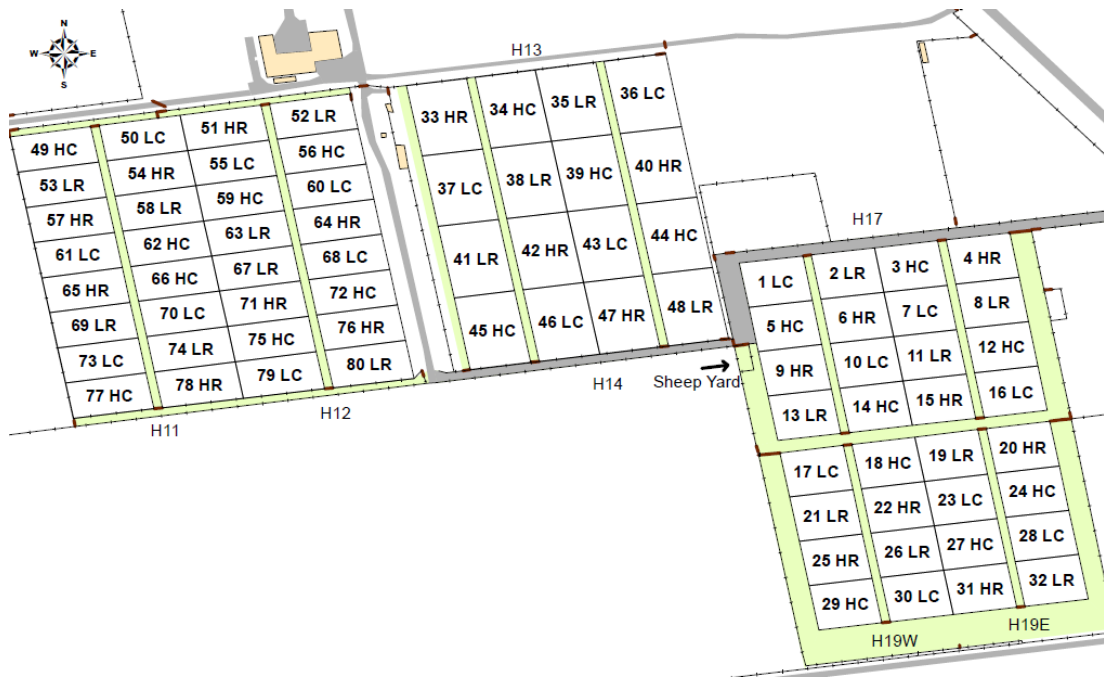 N
W E
S
H13
49 HC 50 LC 51 HR 52 LR
53 LR 54 HR 55 LC 56 HC
57 HR 58 LR 59 HC 60 LC
61 LC 62 HC 63 LR 64 HR
65 HR 66 HC 67 LR 68 LC
69 LR 70 LC 71 HR 72 HC
73 LC 74 LR 75 HC 76 HR
77 HC 78 HR 79 LC 80 LR
H11 H12
33 HR 34 HC 35 LR 36 LC
37 LC 38 LR 39 HC 40 HR
41 LR 42 HR 43 LC 44 HC
45 HC 46 LC 47 HR 48 LR
H14
Sheep Yard
H17
1 LC 2 LR 3 HC 4 HR
5 HC 6 HR 7 LC 8 LR
9 HR 10 LC 11 LR 12 HC
13 LR 14 HC 15 HR 16 LC
17 LC 18 HC 19 LR 20 HR
21 LR 22 HR 23 LC 24 HC
25 HR 26 LR 27 HC 28 LC
29 HC 30 LC 31 HR 32 LR
H19W H19E